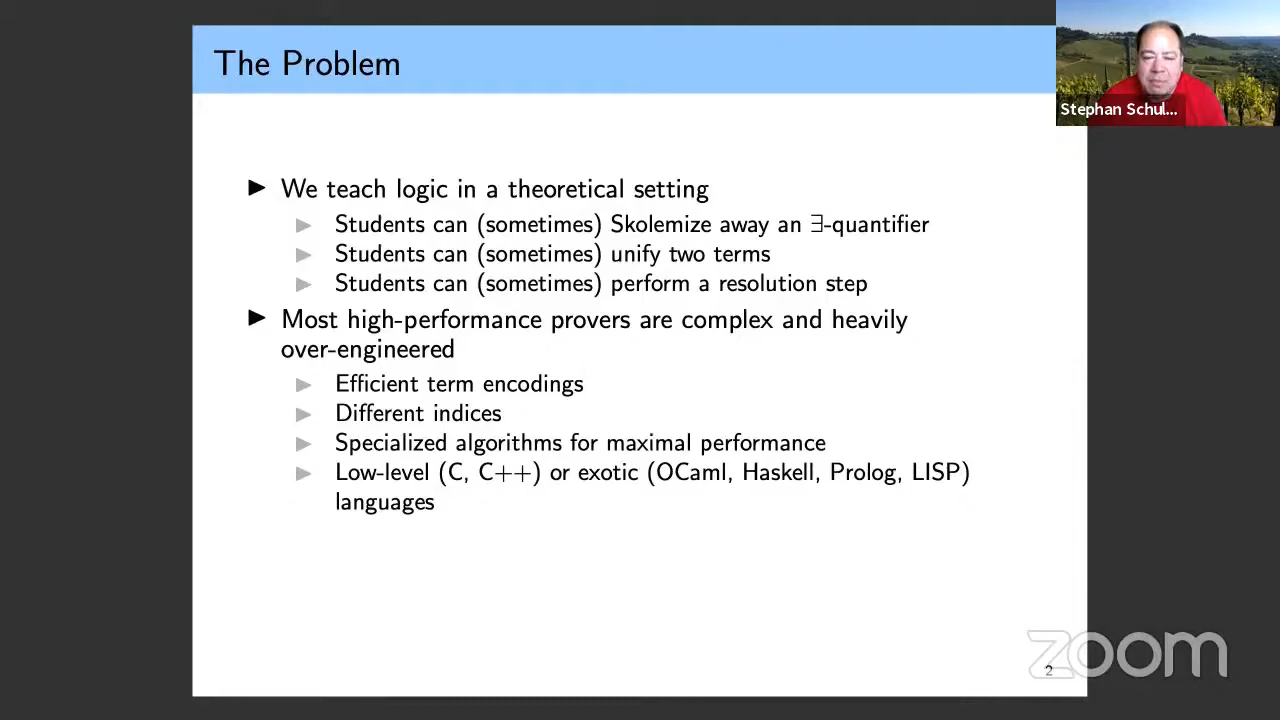 The Problem
Stephan Schul...
We teach logic in a theoretical setting
Students can (sometimes) Skolemize away an ∃-quantifier
Students can (sometimes) unify two terms
Students can (sometimes) perform a resolution step
Most high-performance provers are complex and heavily
over-engineered
Efficient term encodings
Different indices
Specialized algorithms for maximal performance
Low-level (C, C++) or exotic (OCaml, Haskell, Prolog, LISP)
languages
zoom
2